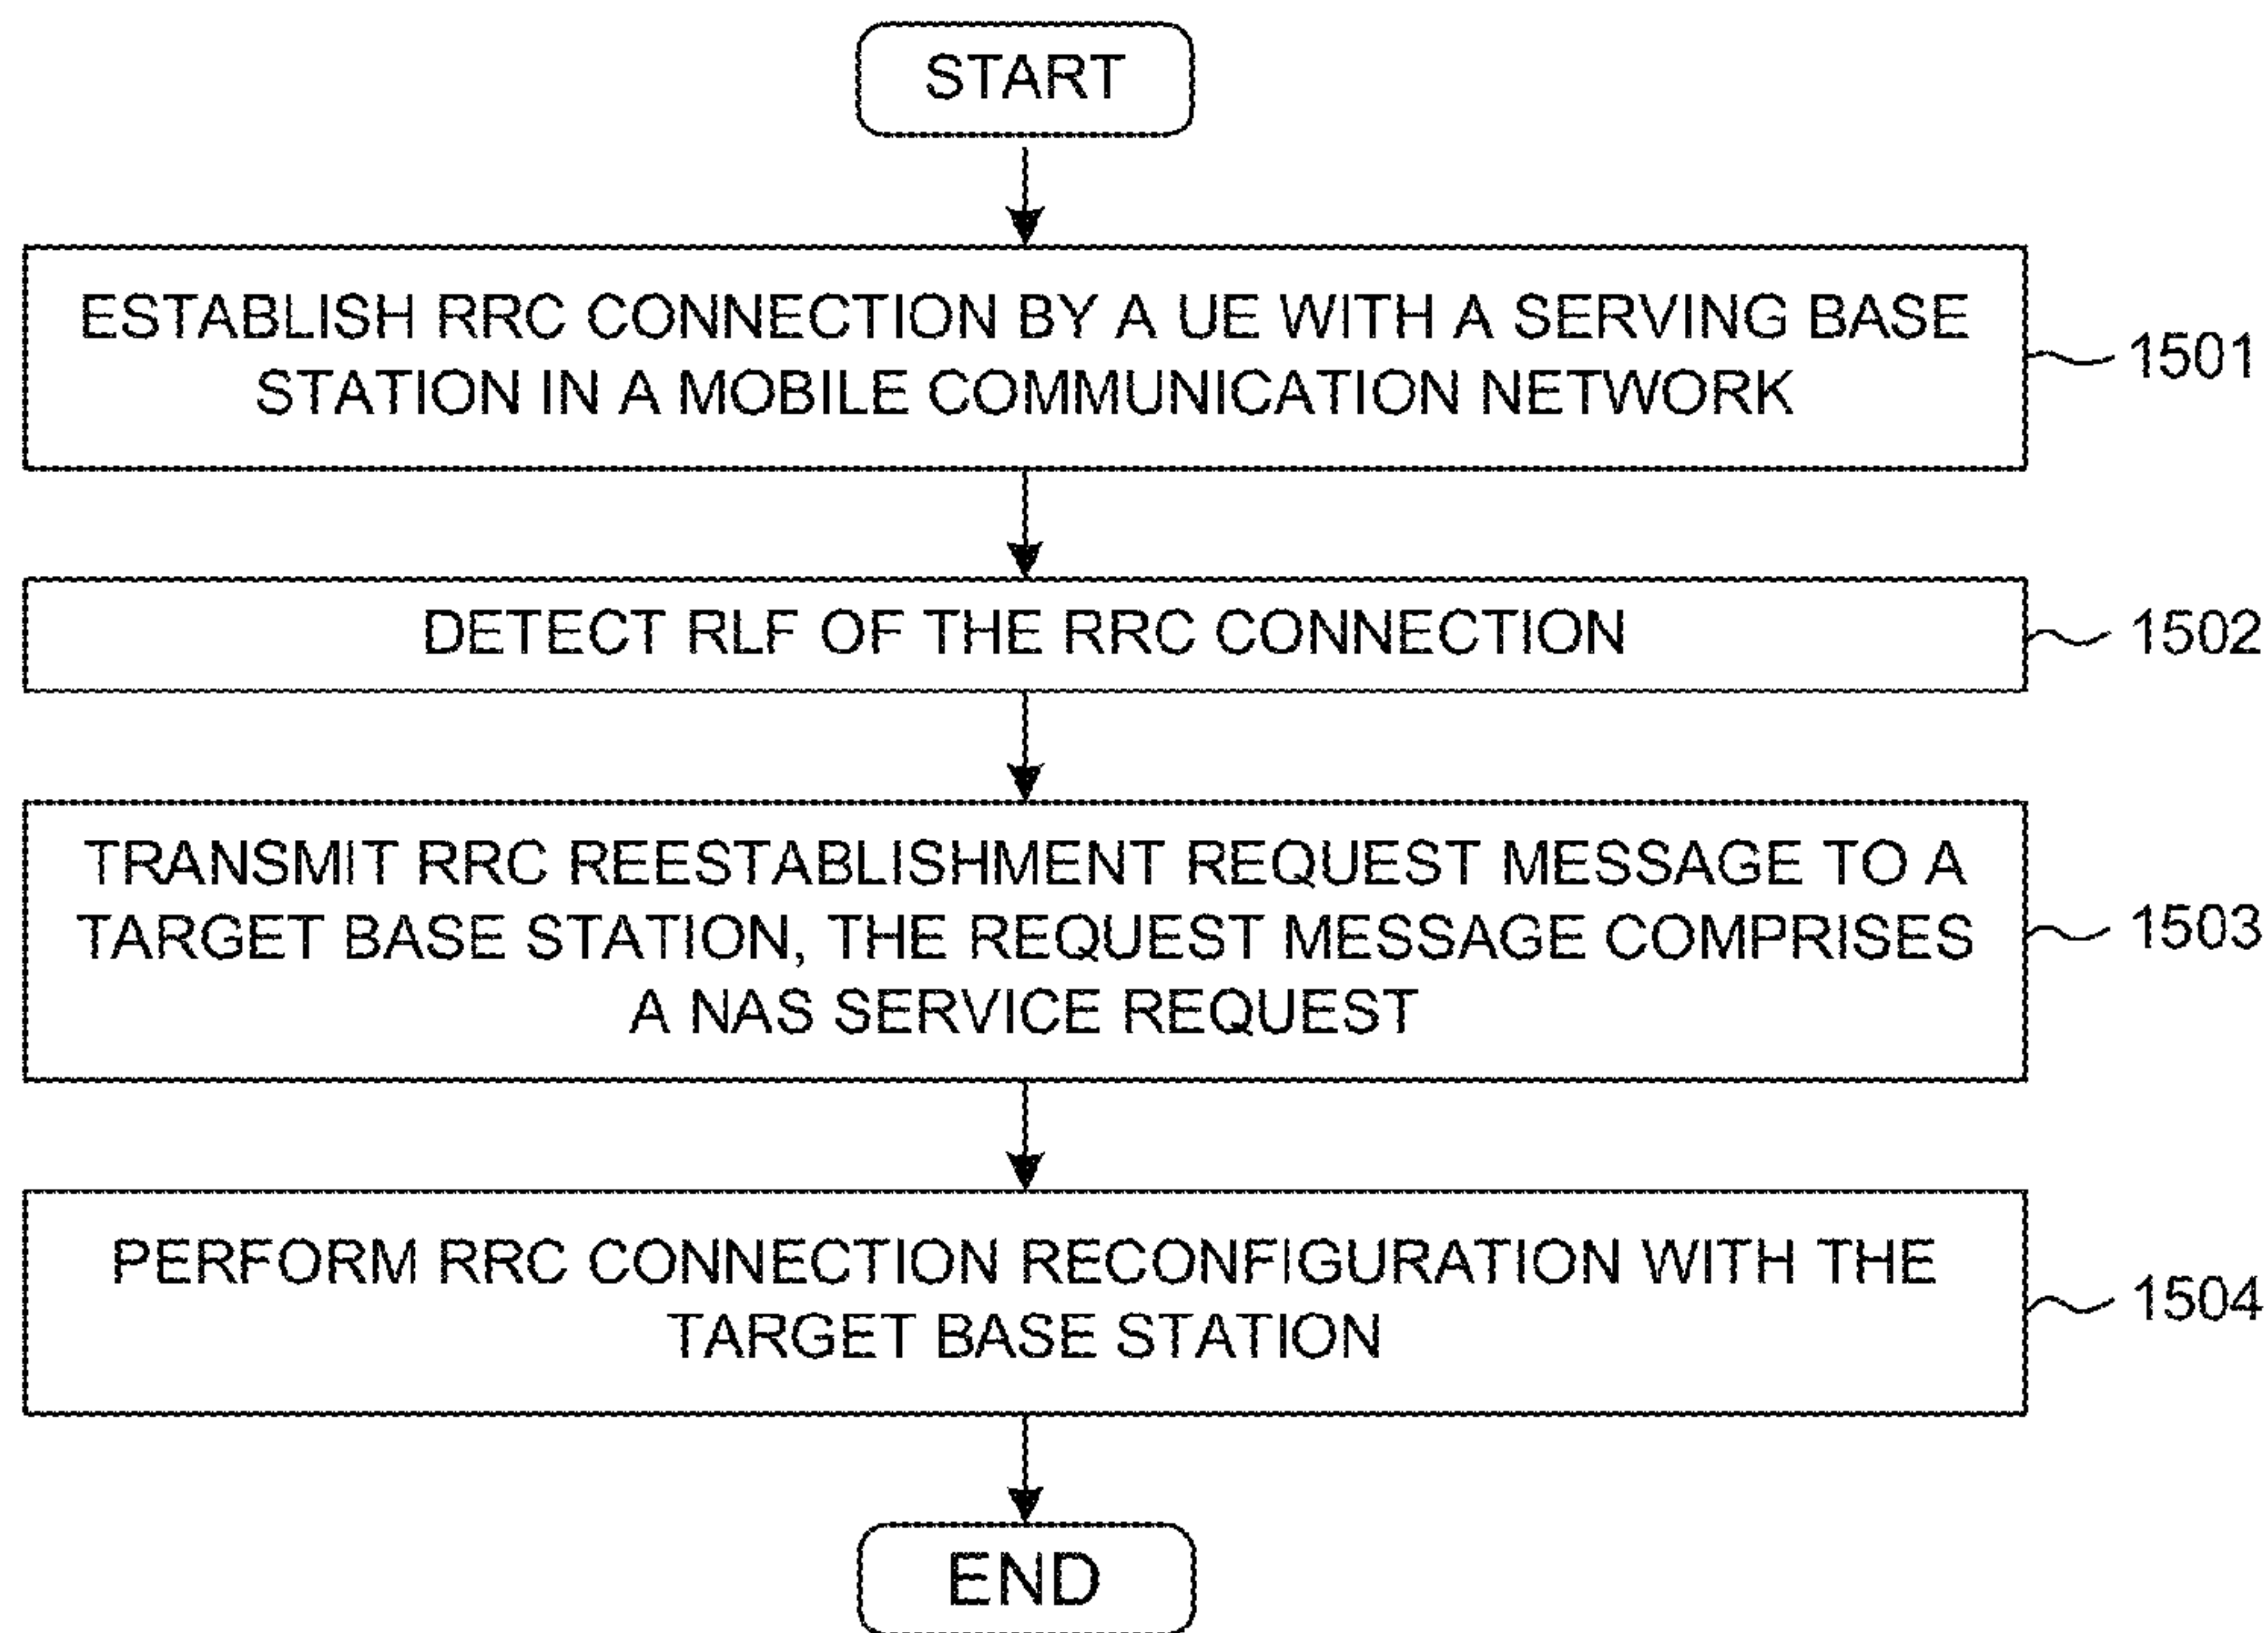 START
ESTABLISH RRC CONNECTION BY A UE WITH A SERVING BASE
STATION IN A MOBILE COMMUNICATION NETWORK
1501
DETECT RLF OF THE RRC CONNECTION
1502
TRANSMIT RRC REESTABLISHMENT REQUEST MESSAGE TO A
TARGET BASE STATION, THE REQUEST MESSAGE COMPRISES
A NAS SERVICE REQUEST
1503
PERFORM RRC CONNECTION RECONFIGURATION WITH THE
TARGET BASE STATION
1504
END